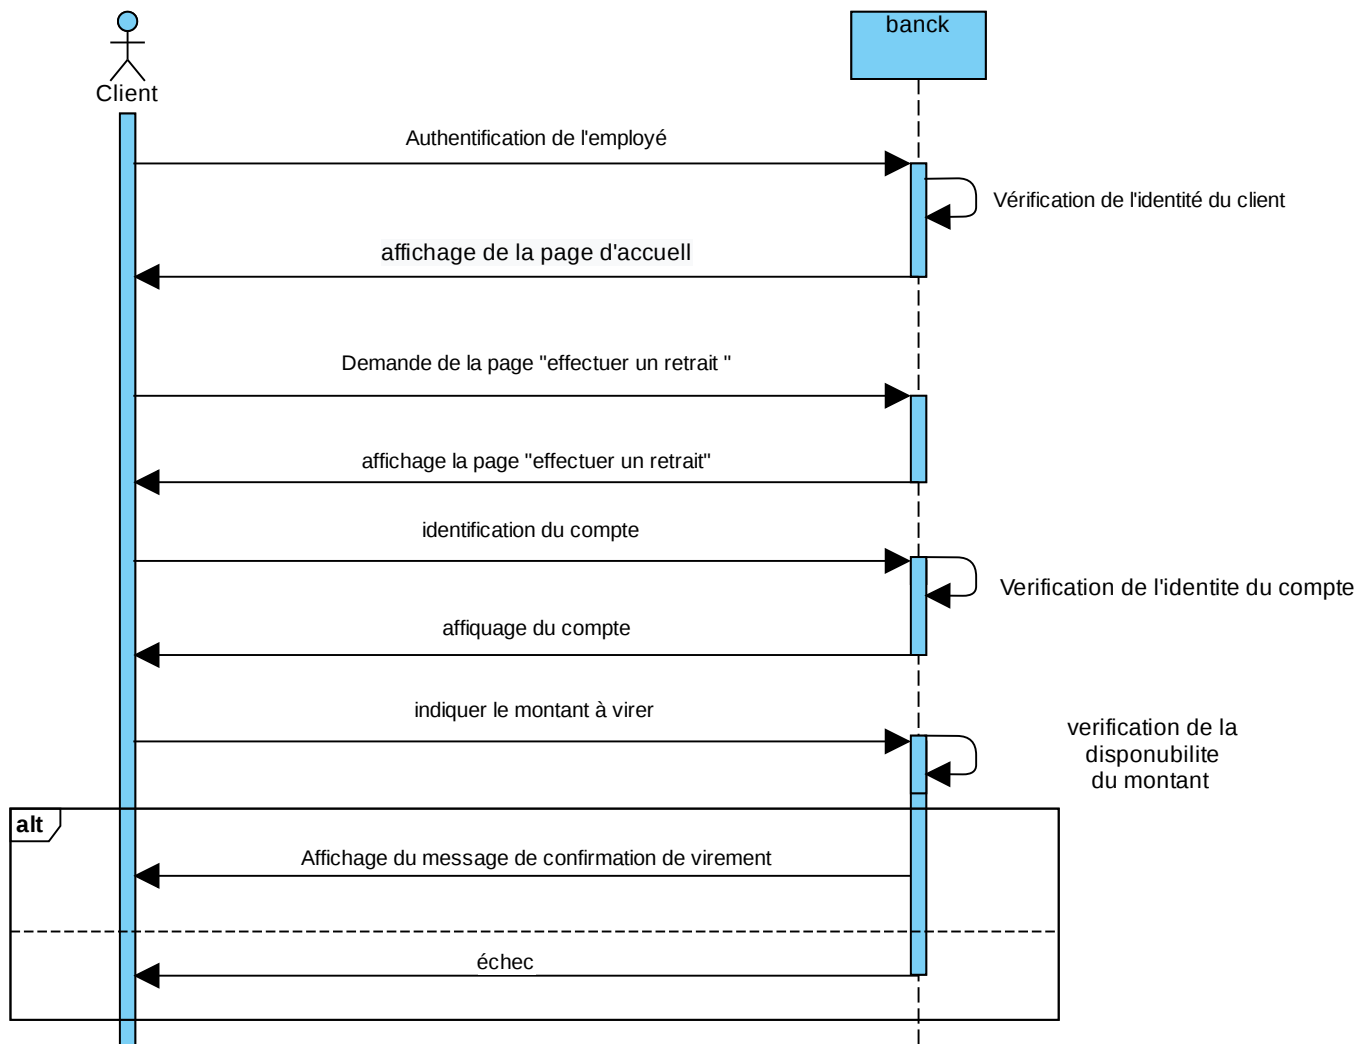 banck
Client
Authentification de l'employé
Vérification de l'identité du client
affichage de la page d'accuell
Demande de la page "effectuer un retrait "
affichage la page "effectuer un retrait"
identification du compte
Verification de l'identite du compte
affiquage du compte
indiquer le montant à virer
verification de la
disponubilite
du montant
alt
Affichage du message de confirmation de virement
échec